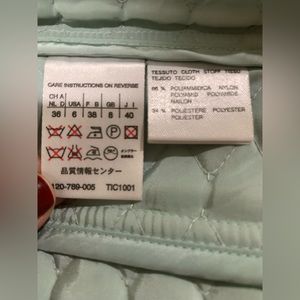 CARE INSTRUCTIONS ON REVERSE
CH A
NL D USA F S GB J I
36 6 38 8 40
品質情報センター
120-789-005 TIC1001
TESSUTO CLOTH STOFF TISSU
TEJIDO TECIDO
66 % POLIAMMIDICA NYLON
POLYAMID POLYAMIDE
NAILON
34 % POLIESTERE POLYESTER
POLIESTER